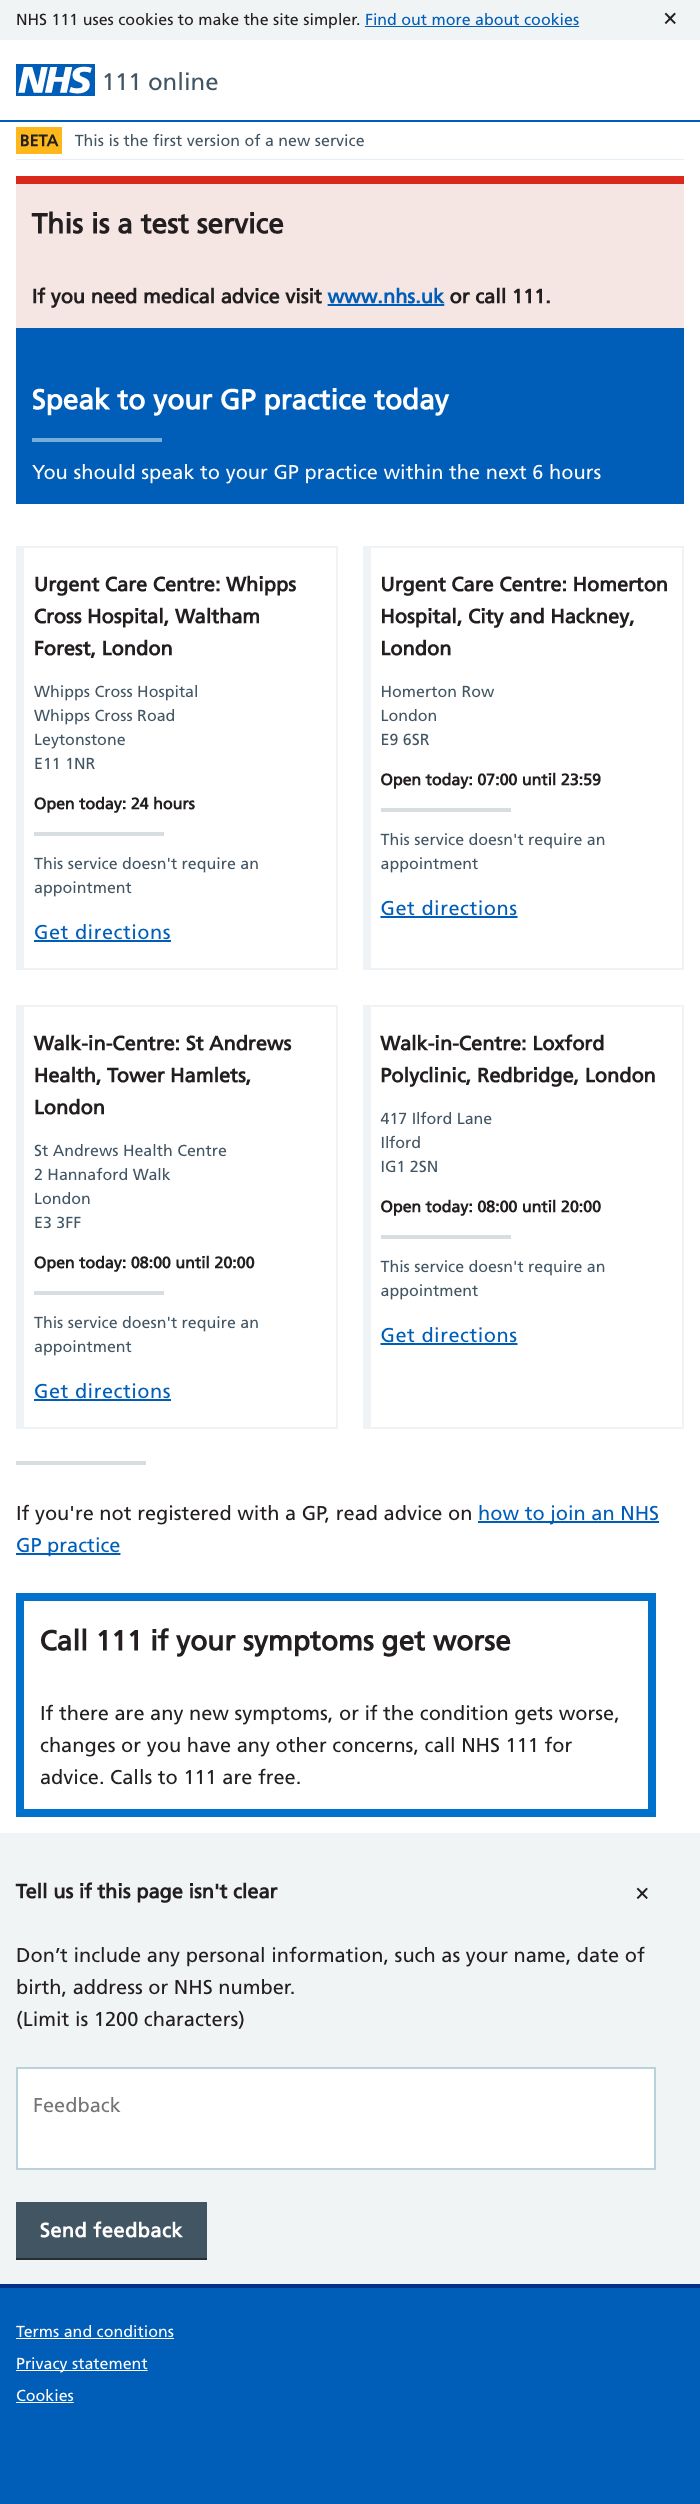 NHS 111 uses cookies to make the site simpler. Find out more about cookies ✕
NHS 111 online
BETA This is the first version of a new service
This is a test service
If you need medical advice visit www.nhs.uk or call 111.
Speak to your GP practice today
You should speak to your GP practice within the next 6 hours
Urgent Care Centre: Whipps
Cross Hospital, Waltham
Forest, London
Whipps Cross Hospital
Whipps Cross Road
Leytonstone
E11 1NR
Open today: 24 hours
This service doesn't require an
appointment
Get directions
Urgent Care Centre: Homerton
Hospital, City and Hackney,
London
Homerton Row
London
E9 6SR
Open today: 07:00 until 23:59
This service doesn't require an
appointment
Get directions
Walk-in-Centre: St Andrews
Health, Tower Hamlets,
London
St Andrews Health Centre
2 Hannaford Walk
London
E3 3FF
Open today: 08:00 until 20:00
This service doesn't require an
appointment
Get directions
Walk-in-Centre: Loxford
Polyclinic, Redbridge, London
417 Ilford Lane
Ilford
IG1 2SN
Open today: 08:00 until 20:00
This service doesn't require an
appointment
Get directions
If you're not registered with a GP, read advice on how to join an NHS
GP practice
Call 111 if your symptoms get worse
If there are any new symptoms, or if the condition gets worse,
changes or you have any other concerns, call NHS 111 for
advice. Calls to 111 are free.
Tell us if this page isn't clear ✕
Don’t include any personal information, such as your name, date of
birth, address or NHS number.
(Limit is 1200 characters)
Feedback
Send feedback
Terms and conditions
Privacy statement
Cookies